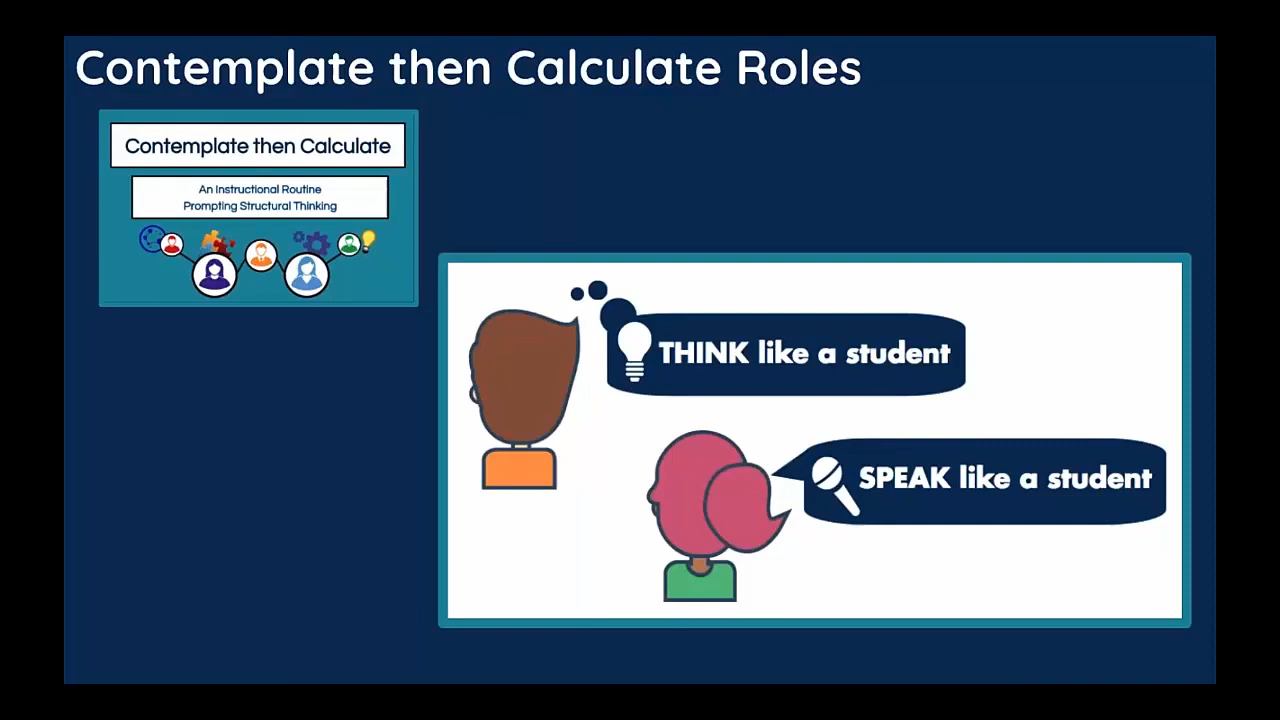 Contemplate then Calculate Roles
Contemplate then Calculate
An Instructional Routine
Prompting Structural Thinking
THINK like a student
SPEAK like a student